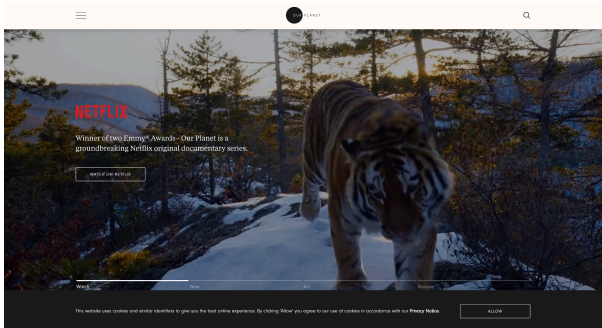 OUR PLANET
NETFLIX
Winner of two Emmy® Awards - Our Planet is a
groundbreaking Netflix original documentary series.
WATCH ON NETFLIX
Watch
New
Act
This website uses cookies and similar identifiers to give you the best online experience. By clicking 'Allow' you agree to our use of cookies in accordance with our Privacy Notice.
ALLOW